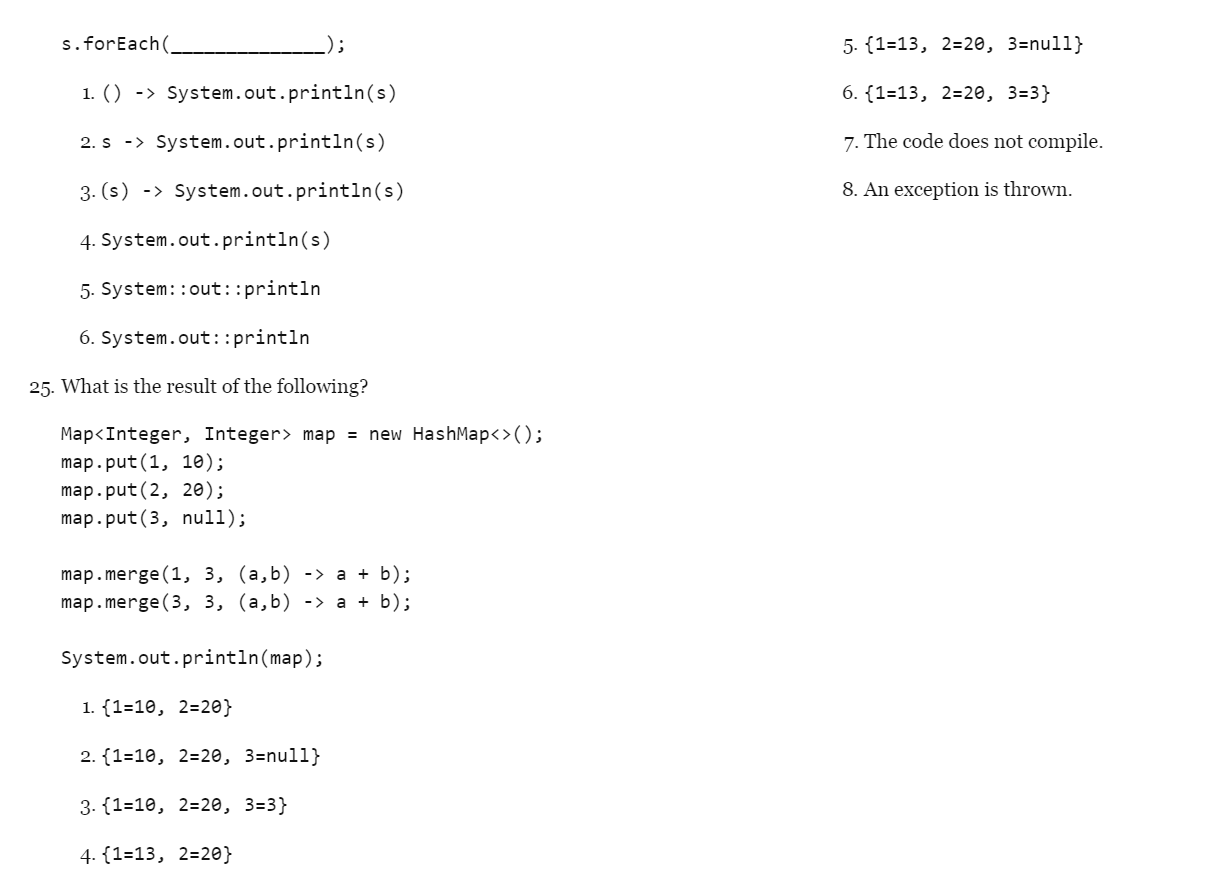 s.forEach(______________);
1. () -> System.out.println(s)
2. s -> System.out.println(s)
3. (s) -> System.out.println(s)
4. System.out.println(s)
5. System::out::println
6. System.out::println
25. What is the result of the following?
Map<Integer, Integer> map = new HashMap<>();
map.put(1, 10);
map.put(2, 20);
map.put(3, null);
map.merge(1, 3, (a,b) -> a + b);
map.merge(3, 3, (a,b) -> a + b);
System.out.println(map);
1. {1=10, 2=20}
2. {1=10, 2=20, 3=null}
3. {1=10, 2=20, 3=3}
4. {1=13, 2=20}
5. {1=13, 2=20, 3=null}
6. {1=13, 2=20, 3=3}
7. The code does not compile.
8. An exception is thrown.